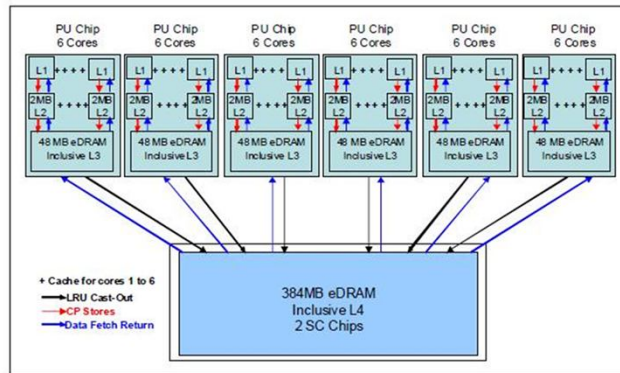 PU Chip
6 Cores
PU Chip
6 Cores
PU Chip
6 Cores
PU Chip
6 Cores
PU Chip
6 Cores
PU Chip
6 Cores
L1 ++++ L1
2MB L2 ++++ 2MB L2
48 MB eDRAM
Inclusive L3
L1 ++++ L1
2MB L2 ++++ 2MB L2
48 MB eDRAM
Inclusive L3
L1 ++++ L1
2MB L2 ++++ 2MB L2
48 MB eDRAM
Inclusive L3
L1 ++++ L1
2MB L2 ++++ 2MB L2
48 MB eDRAM
Inclusive L3
L1 ++++ L1
2MB L2 ++++ 2MB L2
48 MB eDRAM
Inclusive L3
L1 ++++ L1
2MB L2 ++++ 2MB L2
48 MB eDRAM
Inclusive L3
+ Cache for cores 1 to 6
LRU Cast-Out
CP Stores
Data Fetch Return
384MB eDRAM
Inclusive L4
2 SC Chips